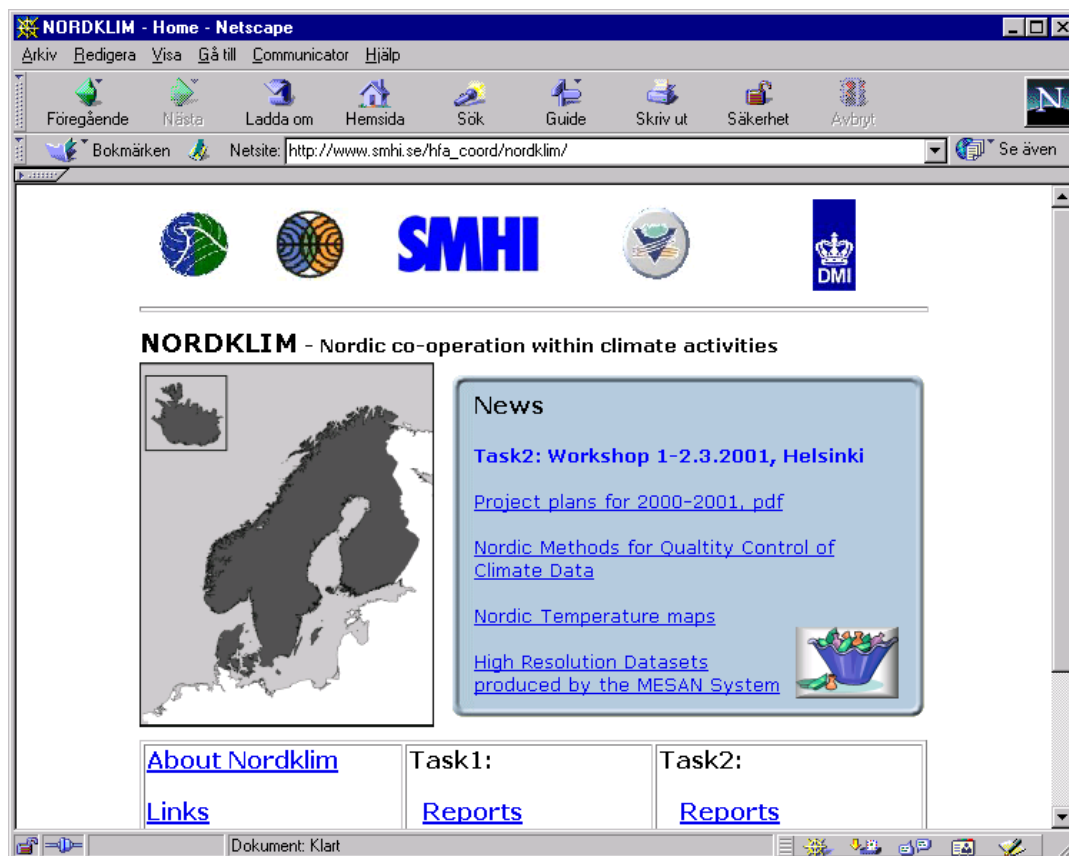 NORDKLIM - Home - Netscape
Arkiv Redigera Visa Gå till Communicator Hjälp
Föregående Nästa Ladda om Hemsida Sök Guide Skriv ut Säkerhet Avbryt
N
Bokmärken Netsite: http://www.smhi.se/hfa_coord/nordklim/ Se även
SMHI
DMI
NORDKLIM - Nordic co-operation within climate activities
News
Task2: Workshop 1-2.3.2001, Helsinki
Project plans for 2000-2001, pdf
Nordic Methods for Qualtity Control of
Climate Data
Nordic Temperature maps
High Resolution Datasets
produced by the MESAN System
About Nordklim Task1: Task2:
Links Reports Reports
Dokument: Klart